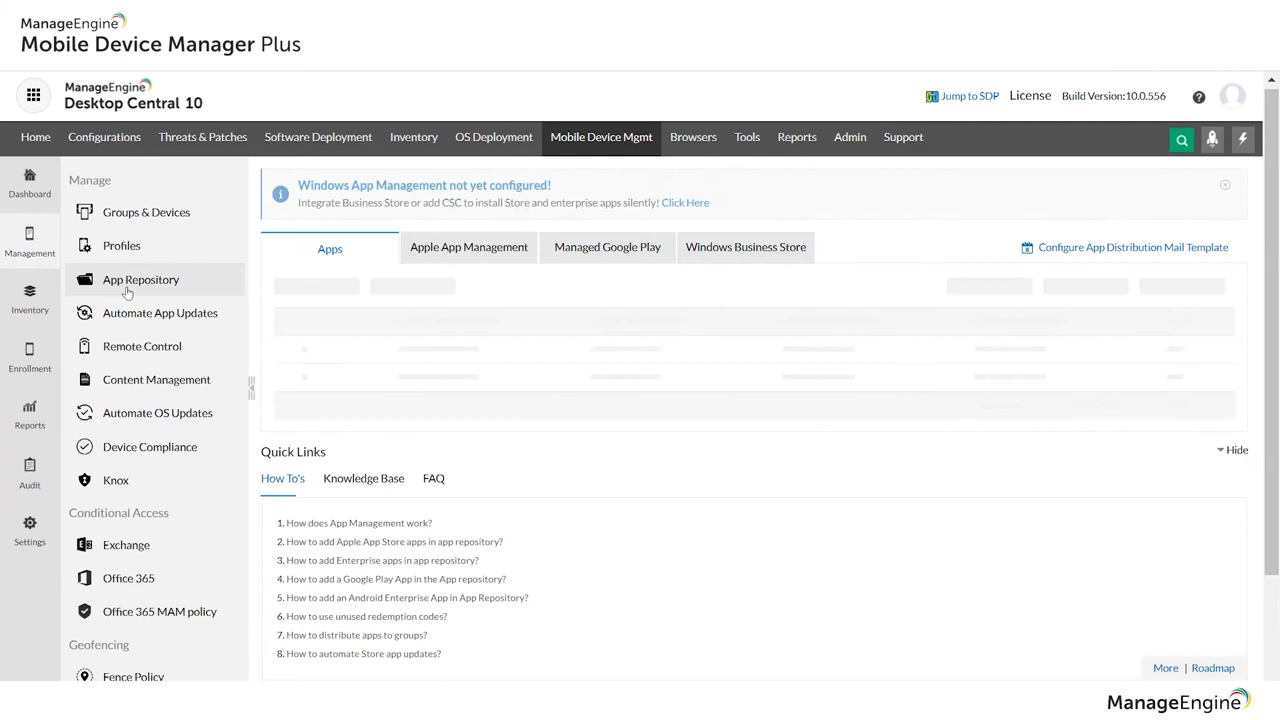 ManageEngine
Mobile Device Manager Plus
ManageEngine
Desktop Central 10
Jump to SDP License Build Version:10.0.556
Home Configurations Threats & Patches Software Deployment Inventory OS Deployment Mobile Device Mgmt Browsers Tools Reports Admin Support
Dashboard
Management
Inventory
Enrollment
Reports
Audit
Settings
Manage
Groups & Devices
Profiles
App Repository
Automate App Updates
Remote Control
Content Management
Automate OS Updates
Device Compliance
Knox
Conditional Access
Exchange
Office 365
Office 365 MAM policy
Geofencing
Fence Policy
Windows App Management not yet configured!
Integrate Business Store or add CSC to install Store and enterprise apps silently! Click Here
Apps Apple App Management Managed Google Play Windows Business Store Configure App Distribution Mail Template
Quick Links Hide
How To's Knowledge Base FAQ
1. How does App Management work?
2. How to add Apple App Store apps in app repository?
3. How to add Enterprise apps in app repository?
4. How to add a Google Play App in the App repository?
5. How to add an Android Enterprise App in App Repository?
6. How to use unused redemption codes?
7. How to distribute apps to groups?
8. How to automate Store app updates?
More | Roadmap
ManageEngine